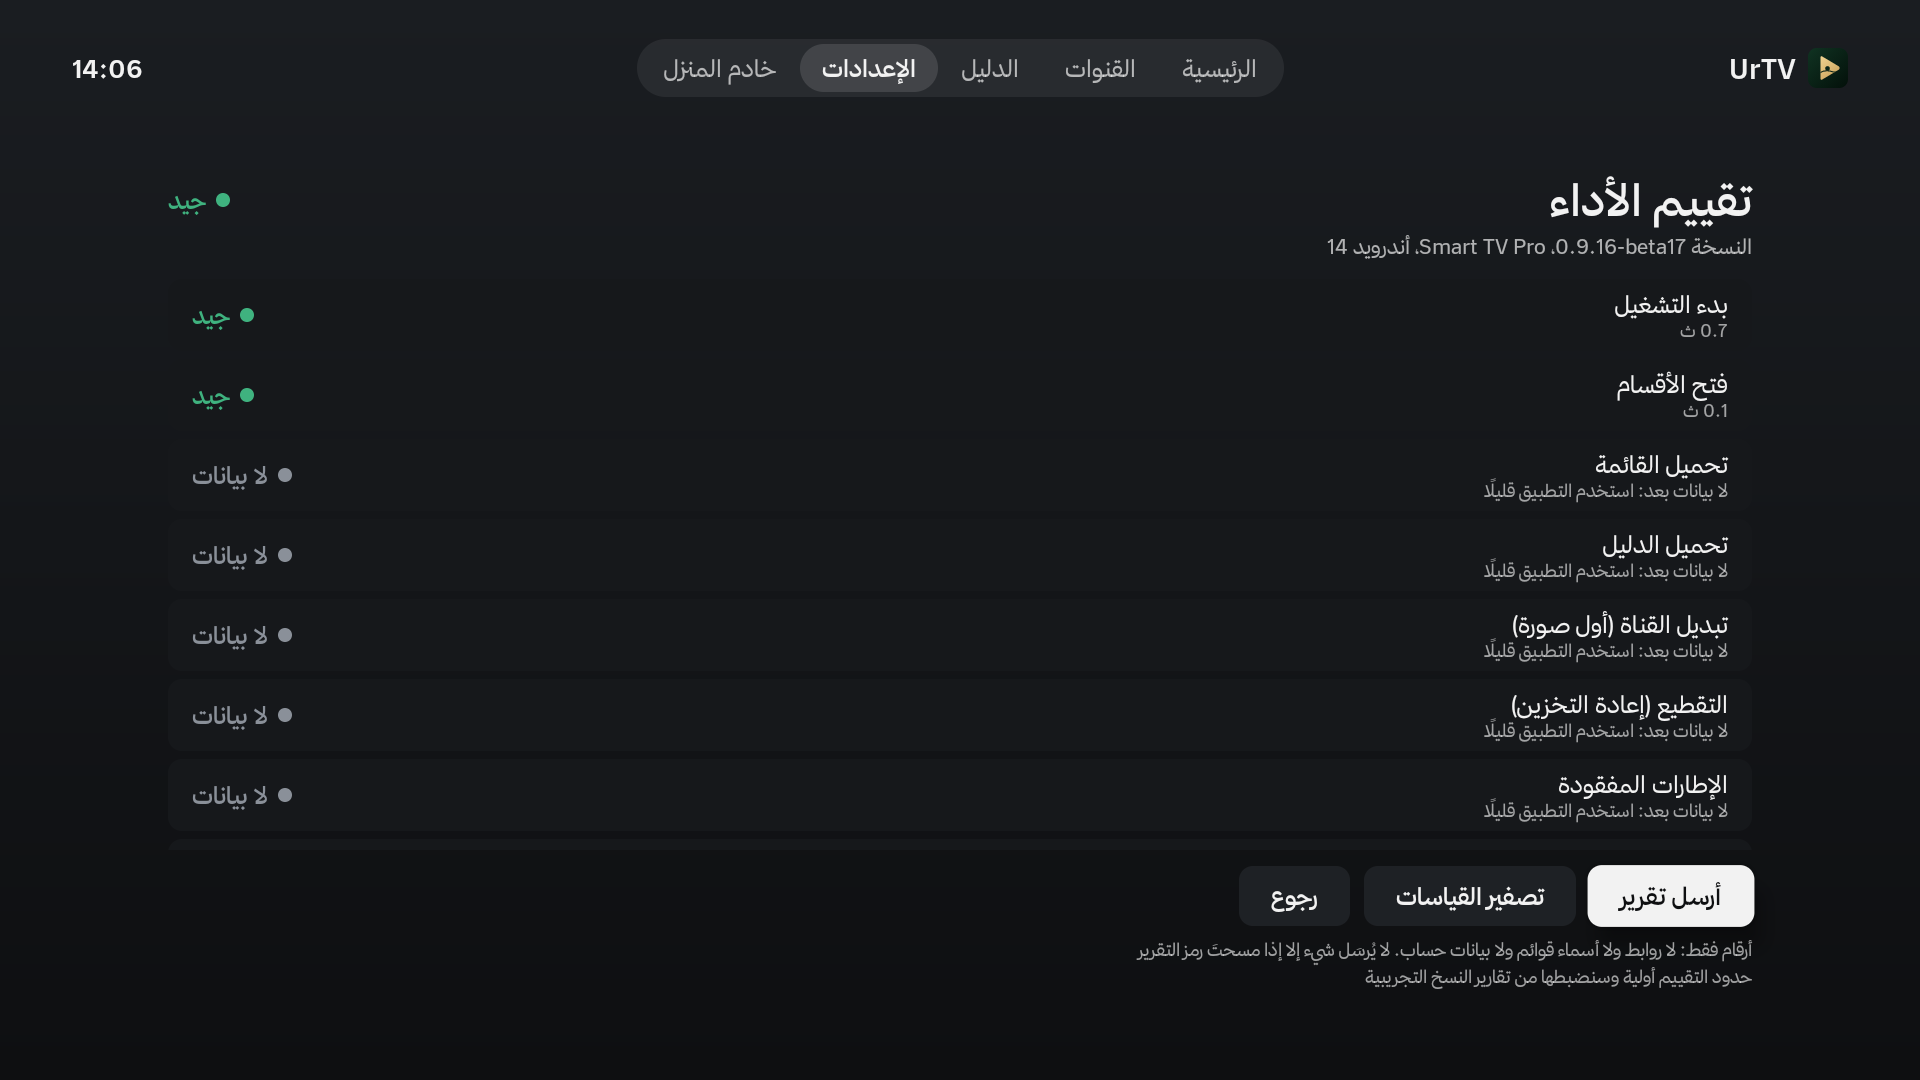 UrTV
الرئيسية
القنوات
الدليل
الإعدادات
خادم المنزل
14:06
تقييم الأداء
جيد
النسخة 0.9.16-beta17، Smart TV Pro، أندرويد 14
بدء التشغيل
0.7 ث
جيد
فتح الأقسام
0.1 ث
جيد
تحميل القائمة
لا بيانات بعد: استخدم التطبيق قليلًا
لا بيانات
تحميل الدليل
لا بيانات بعد: استخدم التطبيق قليلًا
لا بيانات
تبديل القناة (أول صورة)
لا بيانات بعد: استخدم التطبيق قليلًا
لا بيانات
التقطيع (إعادة التخزين)
لا بيانات بعد: استخدم التطبيق قليلًا
لا بيانات
الإطارات المفقودة
لا بيانات بعد: استخدم التطبيق قليلًا
لا بيانات
أرسل تقرير
تصفير القياسات
رجوع
أرقام فقط: لا روابط ولا أسماء قوائم ولا بيانات حساب. لا يُرسَل شيء إلا إذا مسحتَ رمز التقرير
حدود التقييم أولية وسنضبطها من تقارير النسخ التجريبية